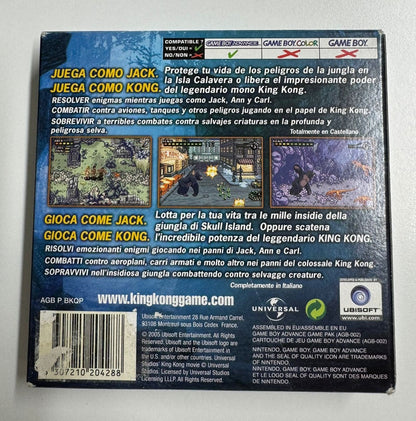 COMPATIBLE ?
YES/OUI = ✓
NO/NON = ✗
GAME BOY ADVANCE
GAME BOY COLOR
GAME BOY
JUEGA COMO JACK.
JUEGA COMO KONG.
Protege tu vida de los peligros de la jungla en
la Isla Calavera o libera el impresionante poder
del legendario mono King Kong.
RESOLVER enigmas mientras juegas como Jack, Ann y Carl.
COMBATIR contra aviones, tanques y otros peligros jugando en el papel de King Kong.
SOBREVIVIR a terribles combates contra salvajes criaturas en la profunda y
peligrosa selva.
Totalmente en Castellano
GIOCA COME JACK.
GIOCA COME KONG.
Lotta per la tua vita tra le mille insidie della
giungla di Skull Island. Oppure scatena
l'incredibile potenza del leggendario KING KONG.
RISOLVI emozionanti enigmi giocando nei panni di Jack, Ann e Carl.
COMBATTI contro aeroplani, carri armati e molto altro nei panni del colossale King Kong.
SOPRAVVIVI nell'insidiosa giungla combattendo contro selvagge creature.
Completamente in Italiano
AGB P, BKQP
www.kingkonggame.com
Ubisoft Entertainment 28 Rue Armand Carrel,
93108 Montreuil sous Bois Cedex. France.
© 2005 Ubisoft Entertainment. All Rights
Reserved. Ubisoft and the Ubisoft logo are
trademarks of Ubisoft Entertainment in
the U.S. and/or other countries. Universal
Studios' King Kong movie © Universal
Studios. Licensed by Universal Studios
Licensing LLLP. All Rights Reserved.
307210 204288
UNIVERSAL
DEVELOPED & PUBLISHED BY
UBISOFT
www.ubi.com
ASSEMBLED IN EU/ASSEMBLÉE EN EU
GAME BOY ADVANCE GAME PAK (AGB-002)
CARTOUCHE DE JEU GAME BOY ADVANCE (AGB-002)
NINTENDO, GAME BOY, GAME BOY ADVANCE
AND THE SEAL OF QUALITY ICON ARE TRADEMARKS
OF NINTENDO.
NINTENDO, GAME BOY, GAME BOY ADVANCE
ET LE LOGO SEAL OF QUALITY SONT DES MARQUES
DE NINTENDO.